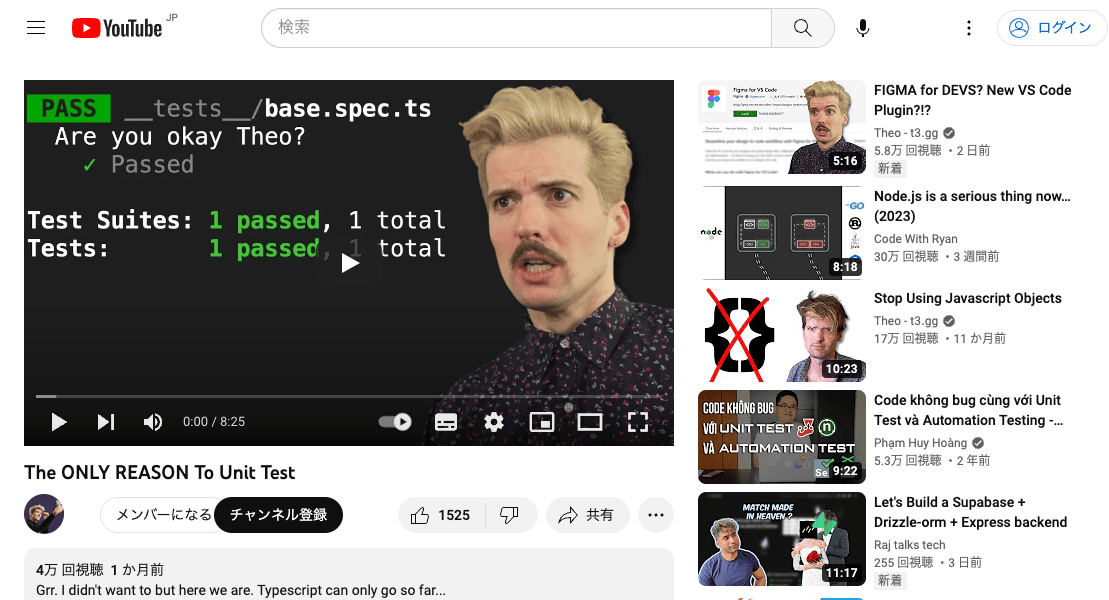 YouTube JP
検索
ログイン
PASS __tests__/base.spec.ts
Are you okay Theo?
✓ Passed
Test Suites: 1 passed, 1 total
Tests: 1 passed, 1 total
0:00 / 8:25
The ONLY REASON To Unit Test
メンバーになる
チャンネル登録
1525
共有
4万 回視聴 1 か月前
Grr. I didn't want to but here we are. Typescript can only go so far...
Figma for VS Code
5:16
FIGMA for DEVS? New VS Code
Plugin?!?
Theo - t3.gg
5.8万 回視聴 ・2 日前
新着
node
GO
8:18
Node.js is a serious thing now…
(2023)
Code With Ryan
30万 回視聴 ・3 週間前
10:23
Stop Using Javascript Objects
Theo - t3.gg
17万 回視聴 ・11 か月前
CODE KHÔNG BUG
VỚI UNIT TEST
VÀ AUTOMATION TEST
Se
9:22
Code không bug cùng với Unit
Test và Automation Testing -...
Phạm Huy Hoàng
5.3万 回視聴 ・2 年前
MATCH MADE
IN HEAVEN ?
11:17
Let's Build a Supabase +
Drizzle-orm + Express backend
Raj talks tech
255 回視聴 ・3 日前
新着